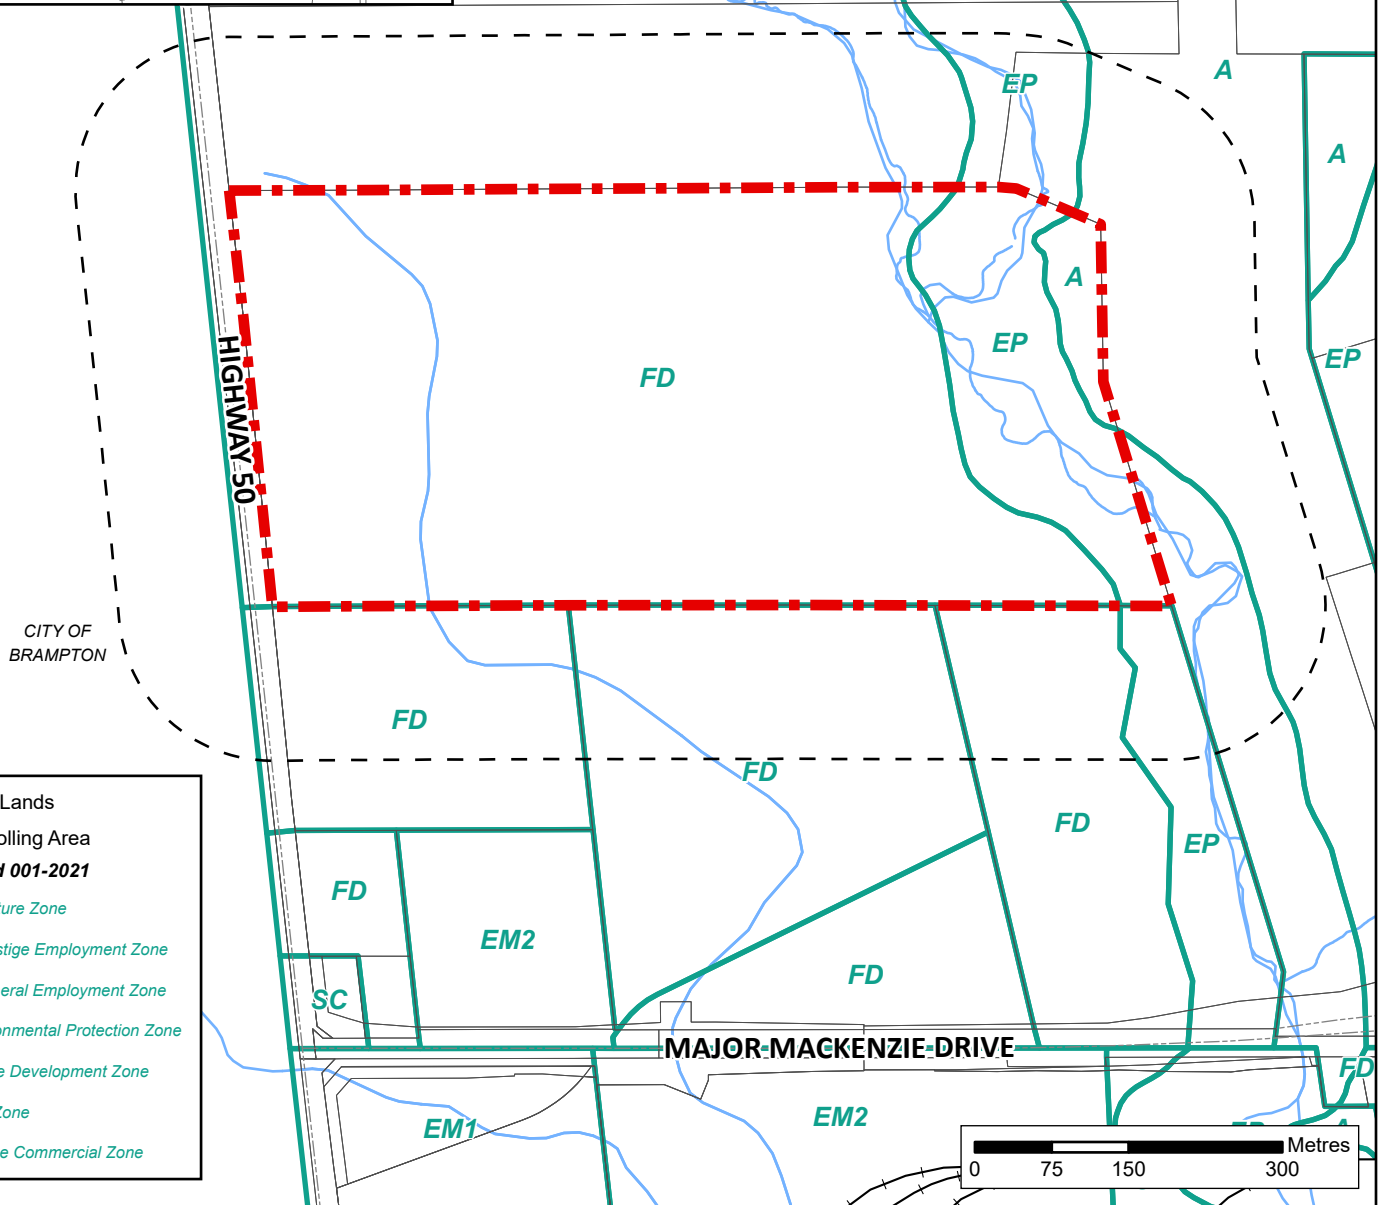 EP
A
A
A
HIGHWAY 50
EP
EP
FD
CITY OF
BRAMPTON
FD
FD
FD
EP
Lands
olling Area
001-2021
ture Zone
stige Employment Zone
eral Employment Zone
onmental Protection Zone
e Development Zone
Zone
e Commercial Zone
FD
EM2
FD
SC
MAJOR MACKENZIE DRIVE
FD
EM1
EM2
Metres
0 75 150 300